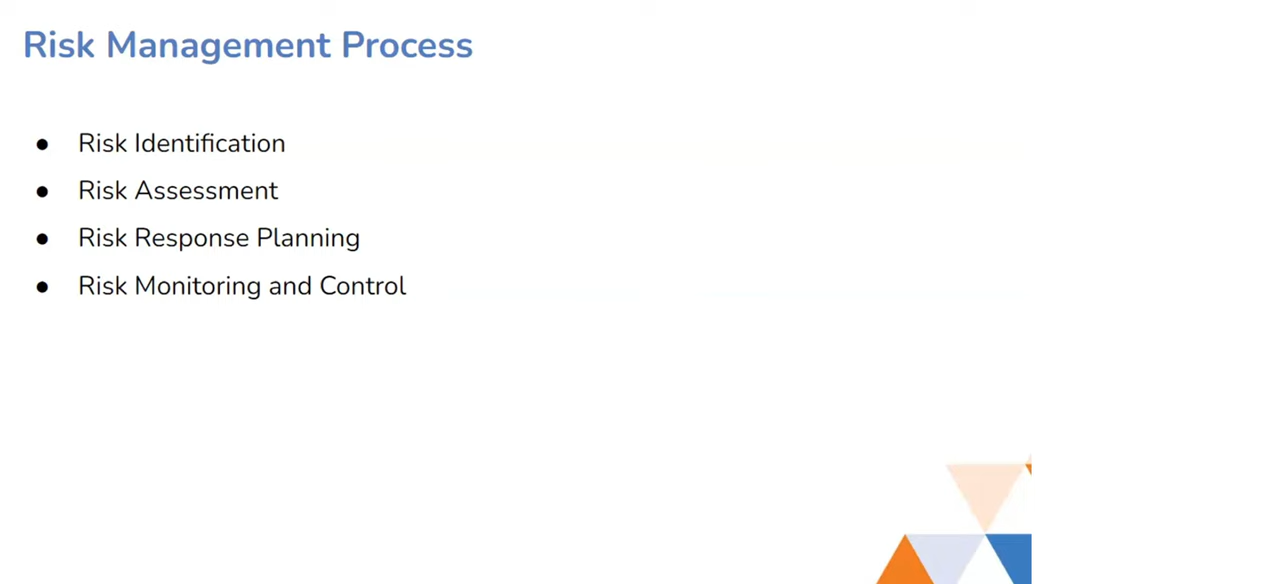 Risk Management Process
● Risk Identification
● Risk Assessment
● Risk Response Planning
● Risk Monitoring and Control